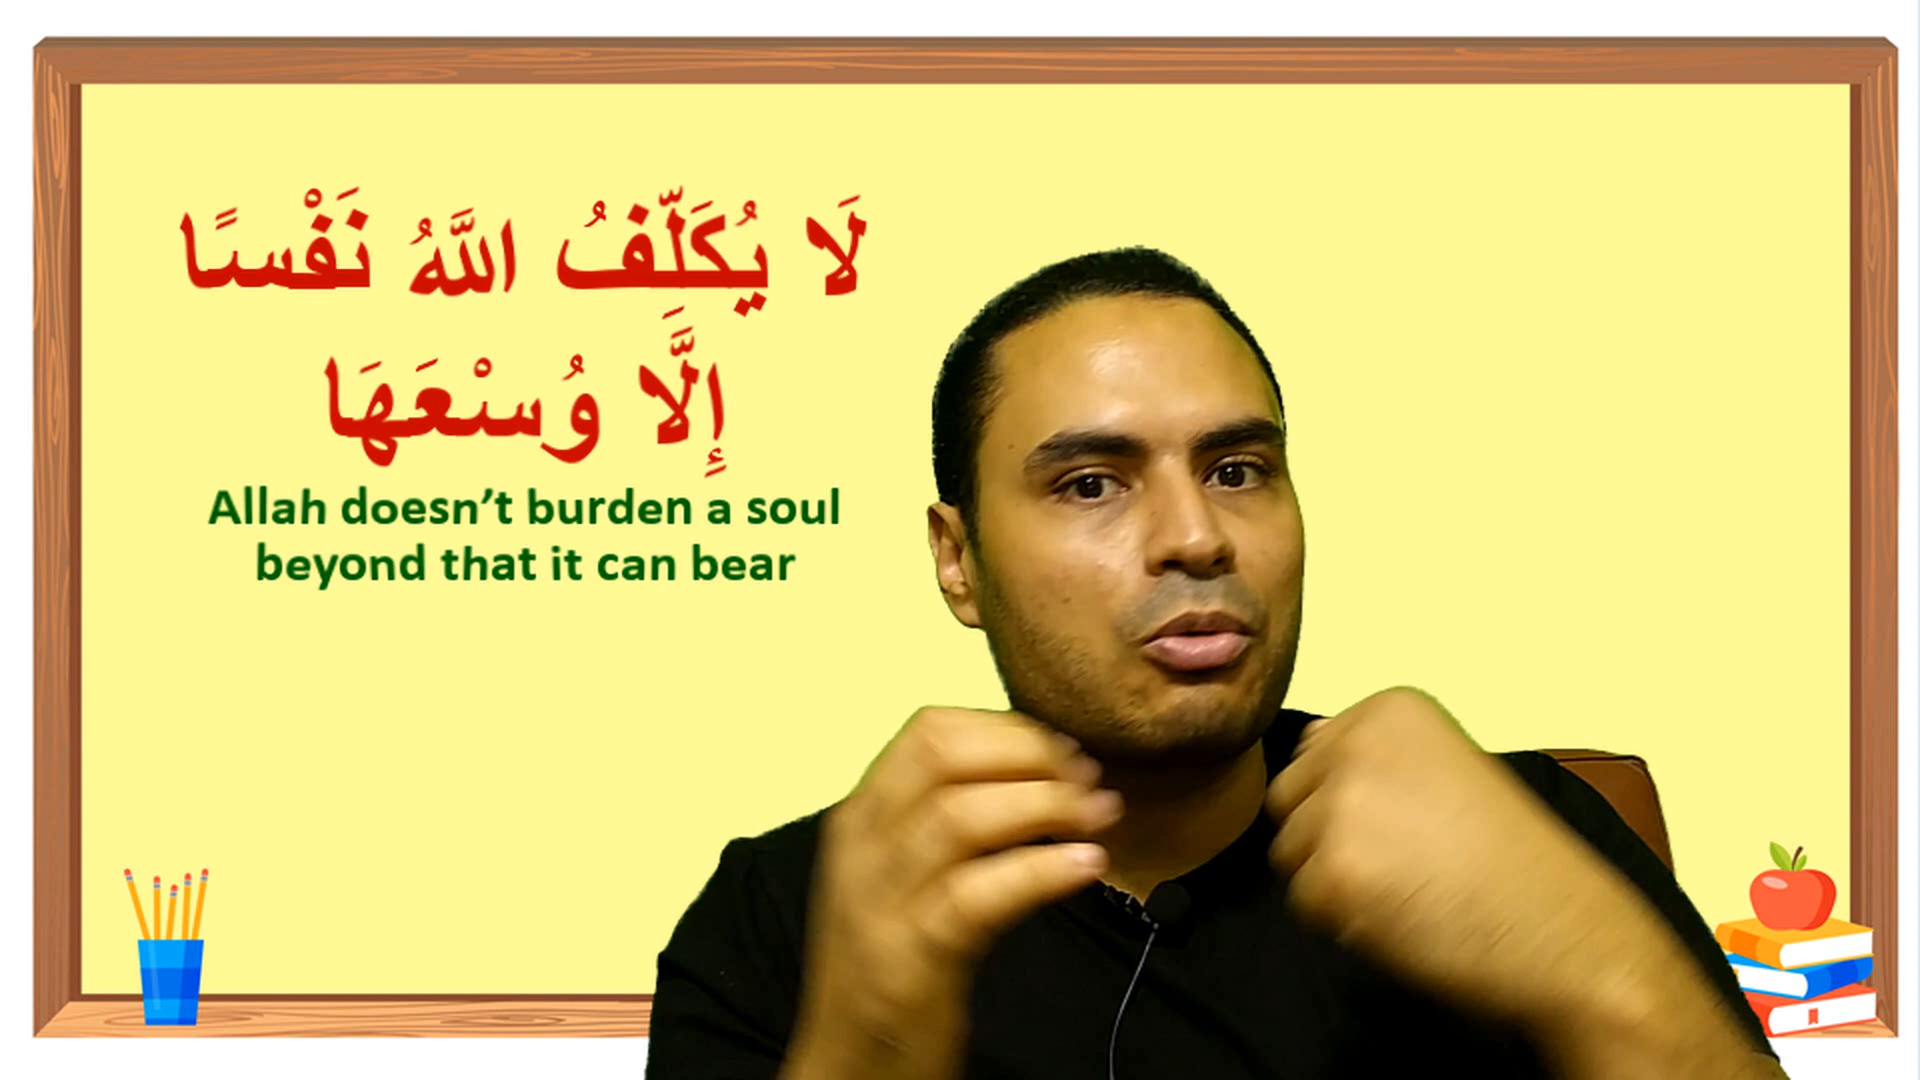 لَا يُكَلِّفُ اللَّهُ نَفْسًا
إِلَّا وُسْعَهَا
Allah doesn’t burden a soul
beyond that it can bear